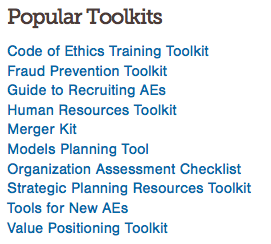 Popular Toolkits
Code of Ethics Training Toolkit
Fraud Prevention Toolkit
Guide to Recruiting AEs
Human Resources Toolkit
Merger Kit
Models Planning Tool
Organization Assessment Checklist
Strategic Planning Resources Toolkit
Tools for New AEs
Value Positioning Toolkit